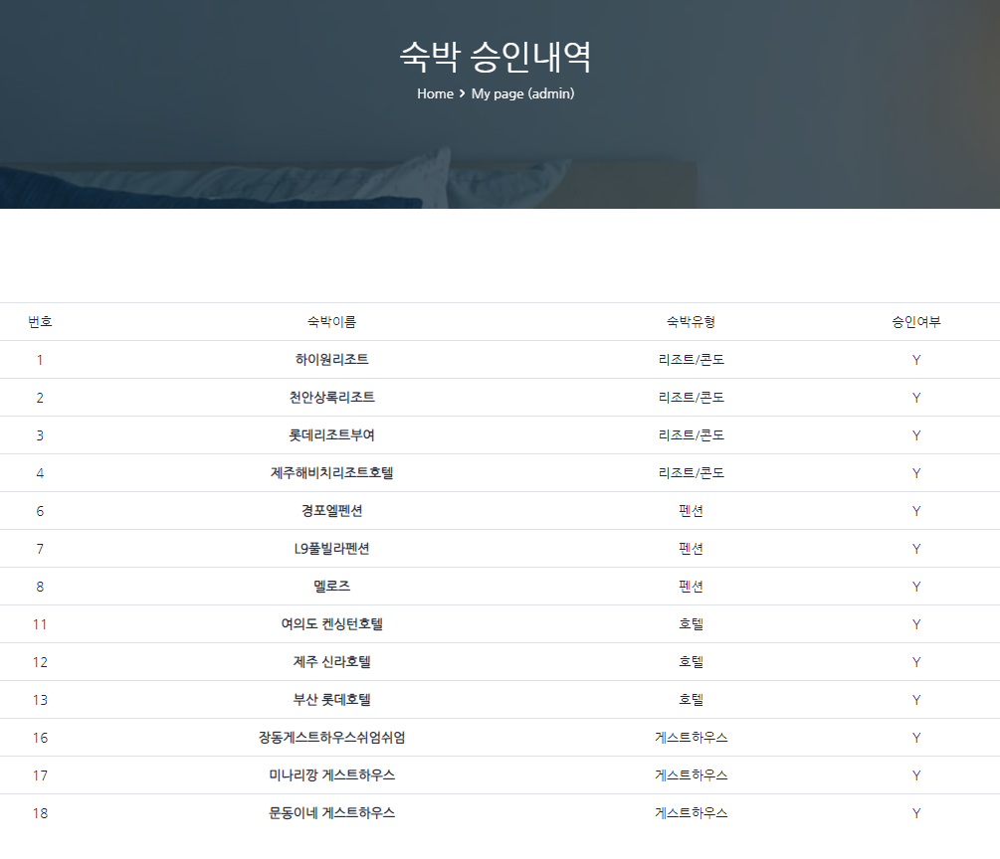 숙박 승인내역
Home > My page (admin)
번호 숙박이름 숙박유형 승인여부
1 하이원리조트 리조트/콘도 Y
2 천안상록리조트 리조트/콘도 Y
3 롯데리조트부여 리조트/콘도 Y
4 제주해비치리조트호텔 리조트/콘도 Y
6 경포엘펜션 펜션 Y
7 L9풀빌라펜션 펜션 Y
8 멜로즈 펜션 Y
11 여의도 켄싱턴호텔 호텔 Y
12 제주 신라호텔 호텔 Y
13 부산 롯데호텔 호텔 Y
16 장동게스트하우스쉬엄쉬엄 게스트하우스 Y
17 미나리깡 게스트하우스 게스트하우스 Y
18 문동이네 게스트하우스 게스트하우스 Y